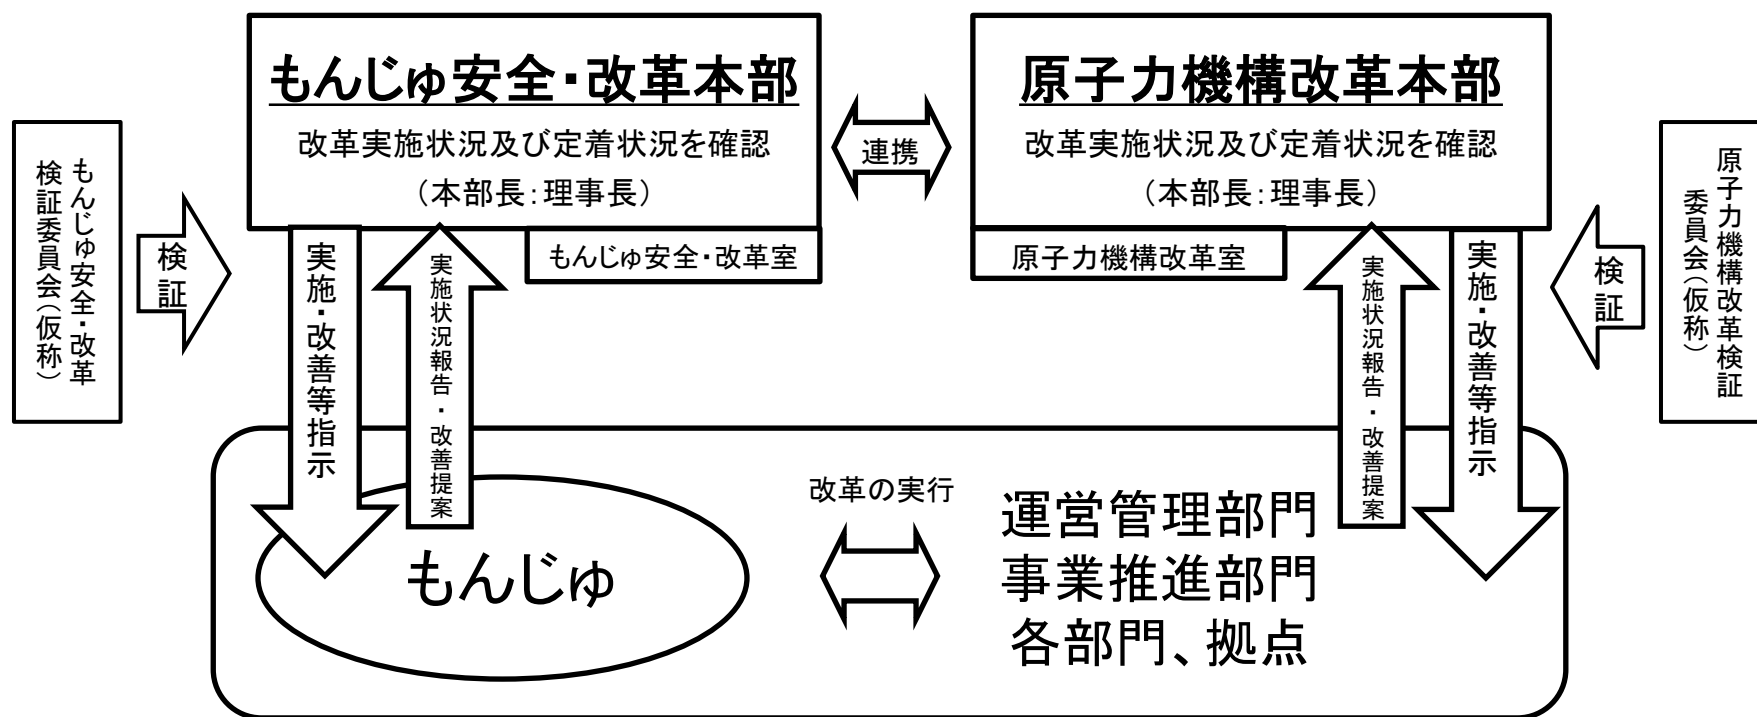 もんじゅ安全・改革本部
改革実施状況及び定着状況を確認
（本部長：理事長）
もんじゅ安全・改革室
連携
原子力機構改革本部
改革実施状況及び定着状況を確認
（本部長：理事長）
原子力機構改革室
もんじゅ安全・改革
検証委員会（仮称）
検証
実施・改善等指示
実施状況報告・改善提案
実施状況報告・改善提案
実施・改善等指示
検証
原子力機構改革検証
委員会（仮称）
もんじゅ
改革の実行
運営管理部門
事業推進部門
各部門、拠点